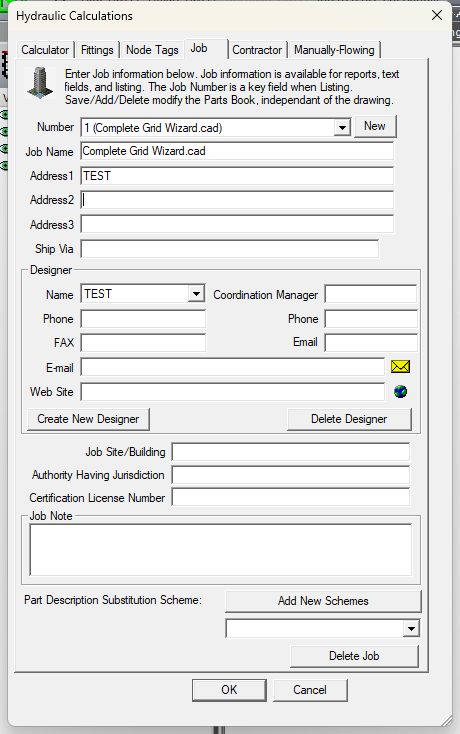 Hydraulic Calculations
Calculator Fittings Node Tags Job Contractor Manually-Flowing
Enter Job information below. Job information is available for reports, text
fields, and listing. The Job Number is a key field when Listing.
Save/Add/Delete modify the Parts Book, independant of the drawing.
Number 1 (Complete Grid Wizard.cad) New
Job Name Complete Grid Wizard.cad
Address1 TEST
Address2
Address3
Ship Via
Designer
Name TEST Coordination Manager
Phone Phone
FAX Email
E-mail
Web Site
Create New Designer Delete Designer
Job Site/Building
Authority Having Jurisdiction
Certification License Number
Job Note
Part Description Substitution Scheme: Add New Schemes
Delete Job
OK Cancel